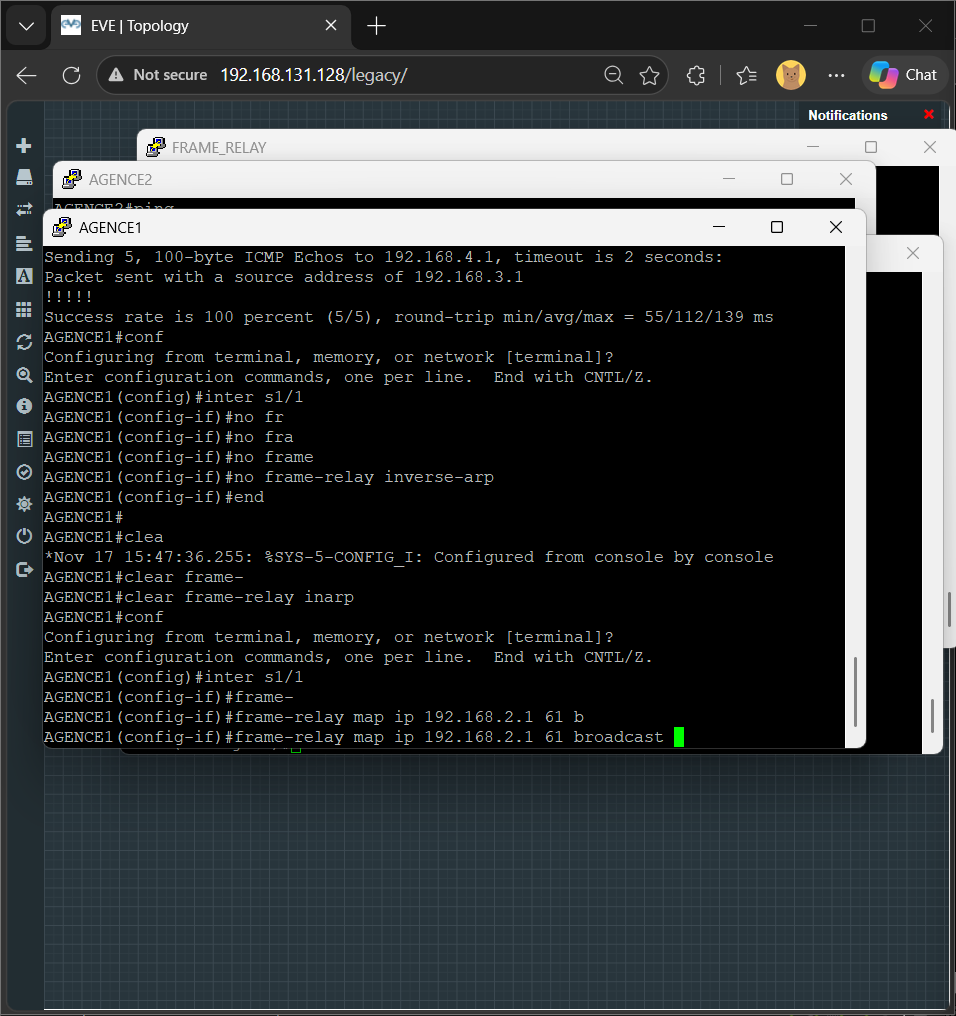 EVE | Topology
Not secure 192.168.131.128/legacy/
Chat
Notifications
FRAME_RELAY
AGENCE2
AGENCE2#ping
AGENCE1
Sending 5, 100-byte ICMP Echos to 192.168.4.1, timeout is 2 seconds:
Packet sent with a source address of 192.168.3.1
!!!!!
Success rate is 100 percent (5/5), round-trip min/avg/max = 55/112/139 ms
AGENCE1#conf
Configuring from terminal, memory, or network [terminal]?
Enter configuration commands, one per line.  End with CNTL/Z.
AGENCE1(config)#inter s1/1
AGENCE1(config-if)#no fr
AGENCE1(config-if)#no fra
AGENCE1(config-if)#no frame
AGENCE1(config-if)#no frame-relay inverse-arp
AGENCE1(config-if)#end
AGENCE1#
AGENCE1#clea
*Nov 17 15:47:36.255: %SYS-5-CONFIG_I: Configured from console by console
AGENCE1#clear frame-
AGENCE1#clear frame-relay inarp
AGENCE1#conf
Configuring from terminal, memory, or network [terminal]?
Enter configuration commands, one per line.  End with CNTL/Z.
AGENCE1(config)#inter s1/1
AGENCE1(config-if)#frame-
AGENCE1(config-if)#frame-relay map ip 192.168.2.1 61 b
AGENCE1(config-if)#frame-relay map ip 192.168.2.1 61 broadcast